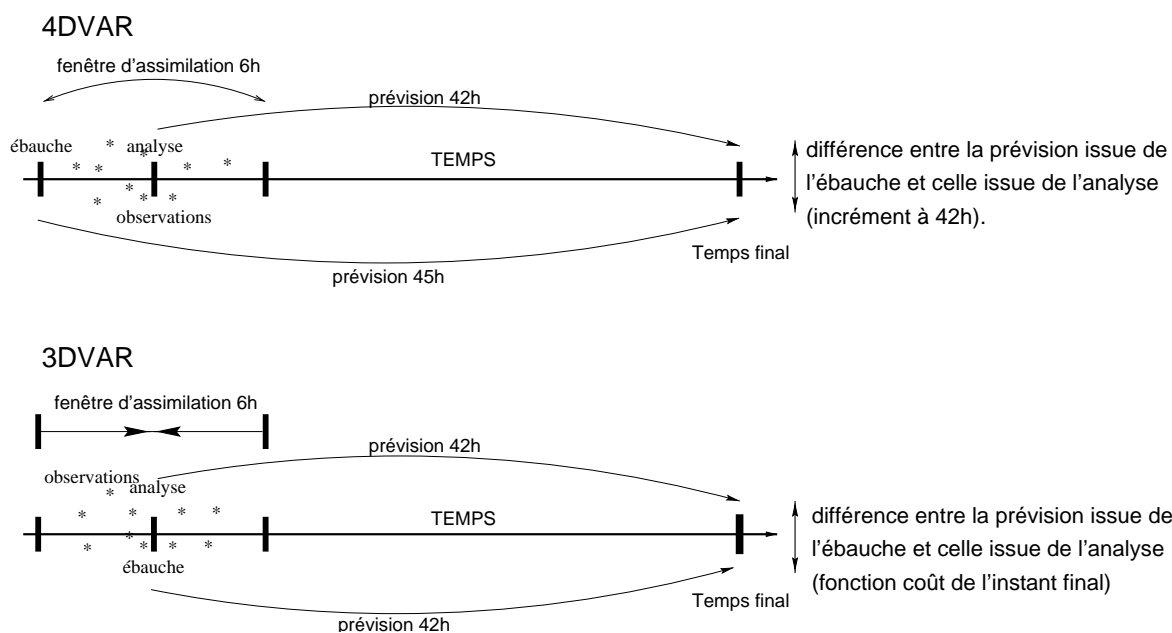 4DVAR
fenêtre d'assimilation 6h
prévision 42h
ébauche
analyse
TEMPS
observations
différence entre la prévision issue de
l'ébauche et celle issue de l'analyse
(incrément à 42h).
Temps final
prévision 45h
3DVAR
fenêtre d'assimilation 6h
prévision 42h
observations
analyse
TEMPS
ébauche
différence entre la prévision issue de
l'ébauche et celle issue de l'analyse
(fonction coût de l'instant final)
Temps final
prévision 42h